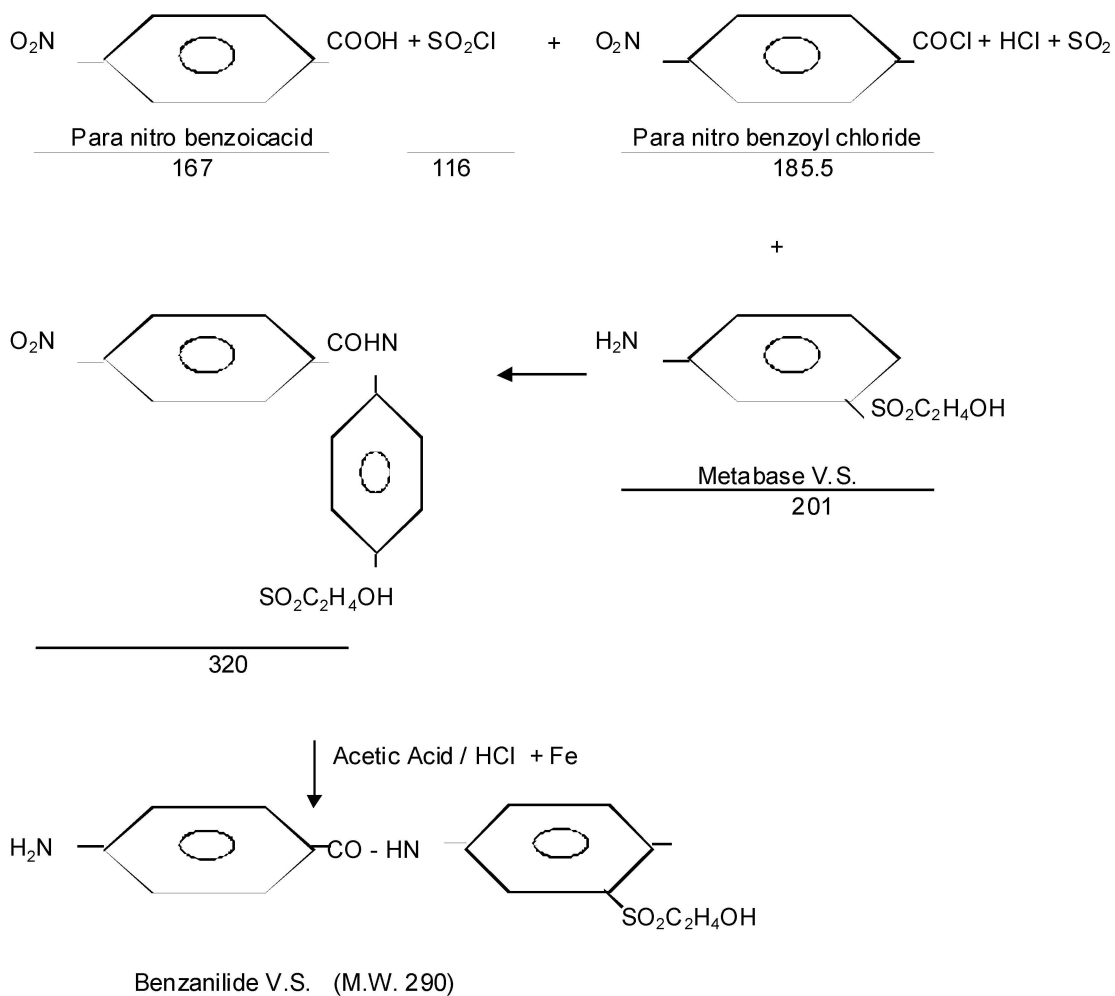 O₂N COOH + SO₂Cl + O₂N COCl + HCl + SO₂
Para nitro benzoicacid Para nitro benzoyl chloride
167 116 185.5
+
O₂N COHN H₂N
SO₂C₂H₄OH
Metabase V.S.
201
SO₂C₂H₄OH
320
Acetic Acid / HCl + Fe
H₂N CO - HN
SO₂C₂H₄OH
Benzanilide V.S. (M.W. 290)